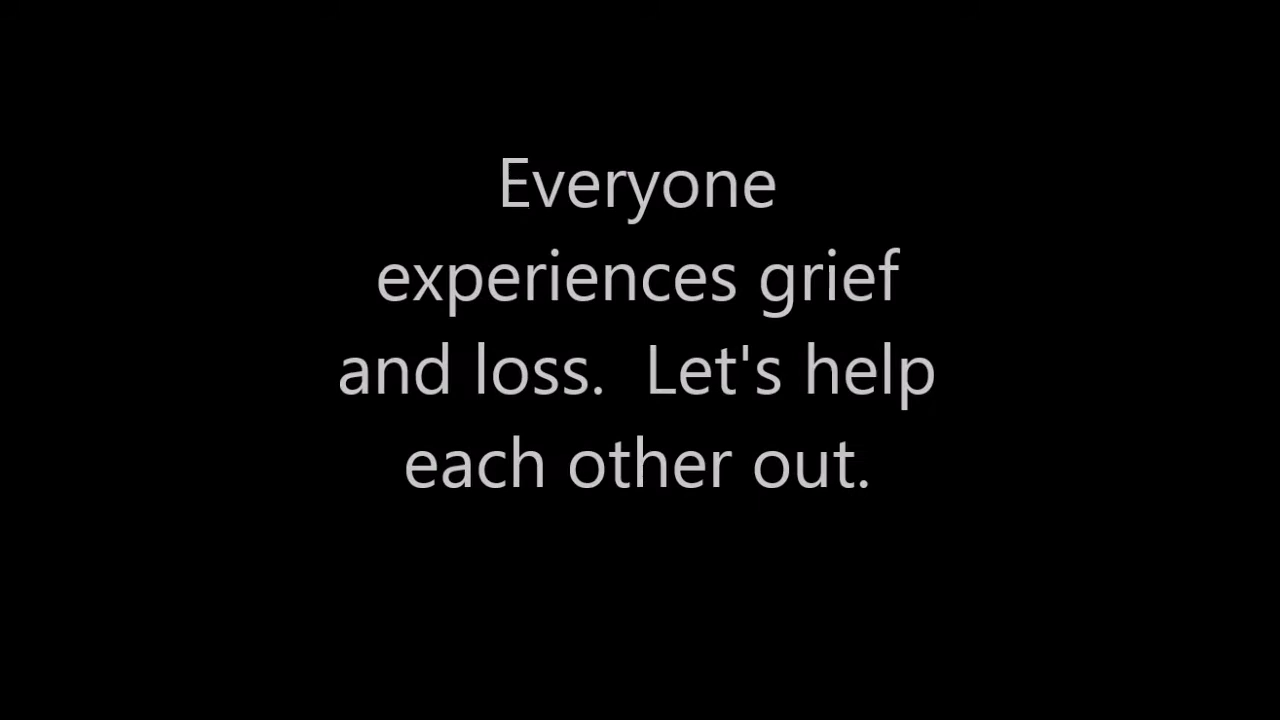 Everyone
experiences grief
and loss.  Let's help
each other out.